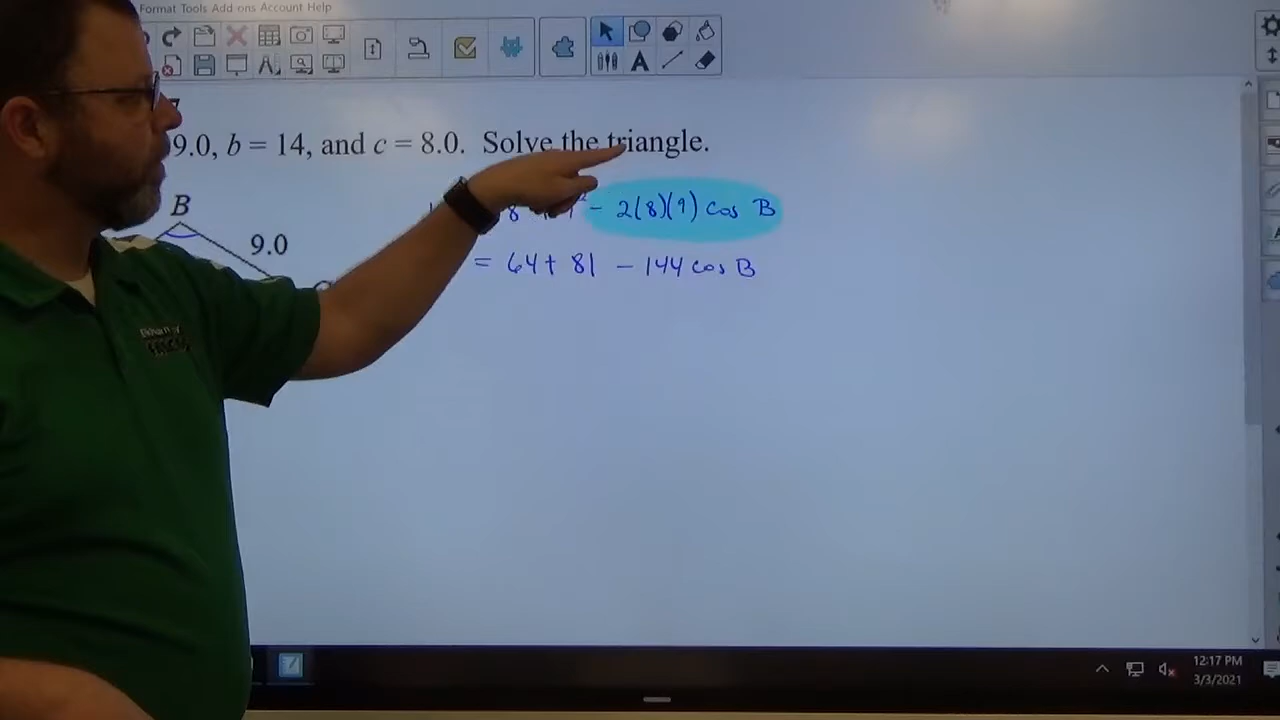 Format Tools Add ons Account Help
9.0, b = 14, and c = 8.0. Solve the triangle.
B
8 - 2(8)(9) cos B
9.0
= 64 + 81 - 144 cos B
12:17 PM
3/3/2021